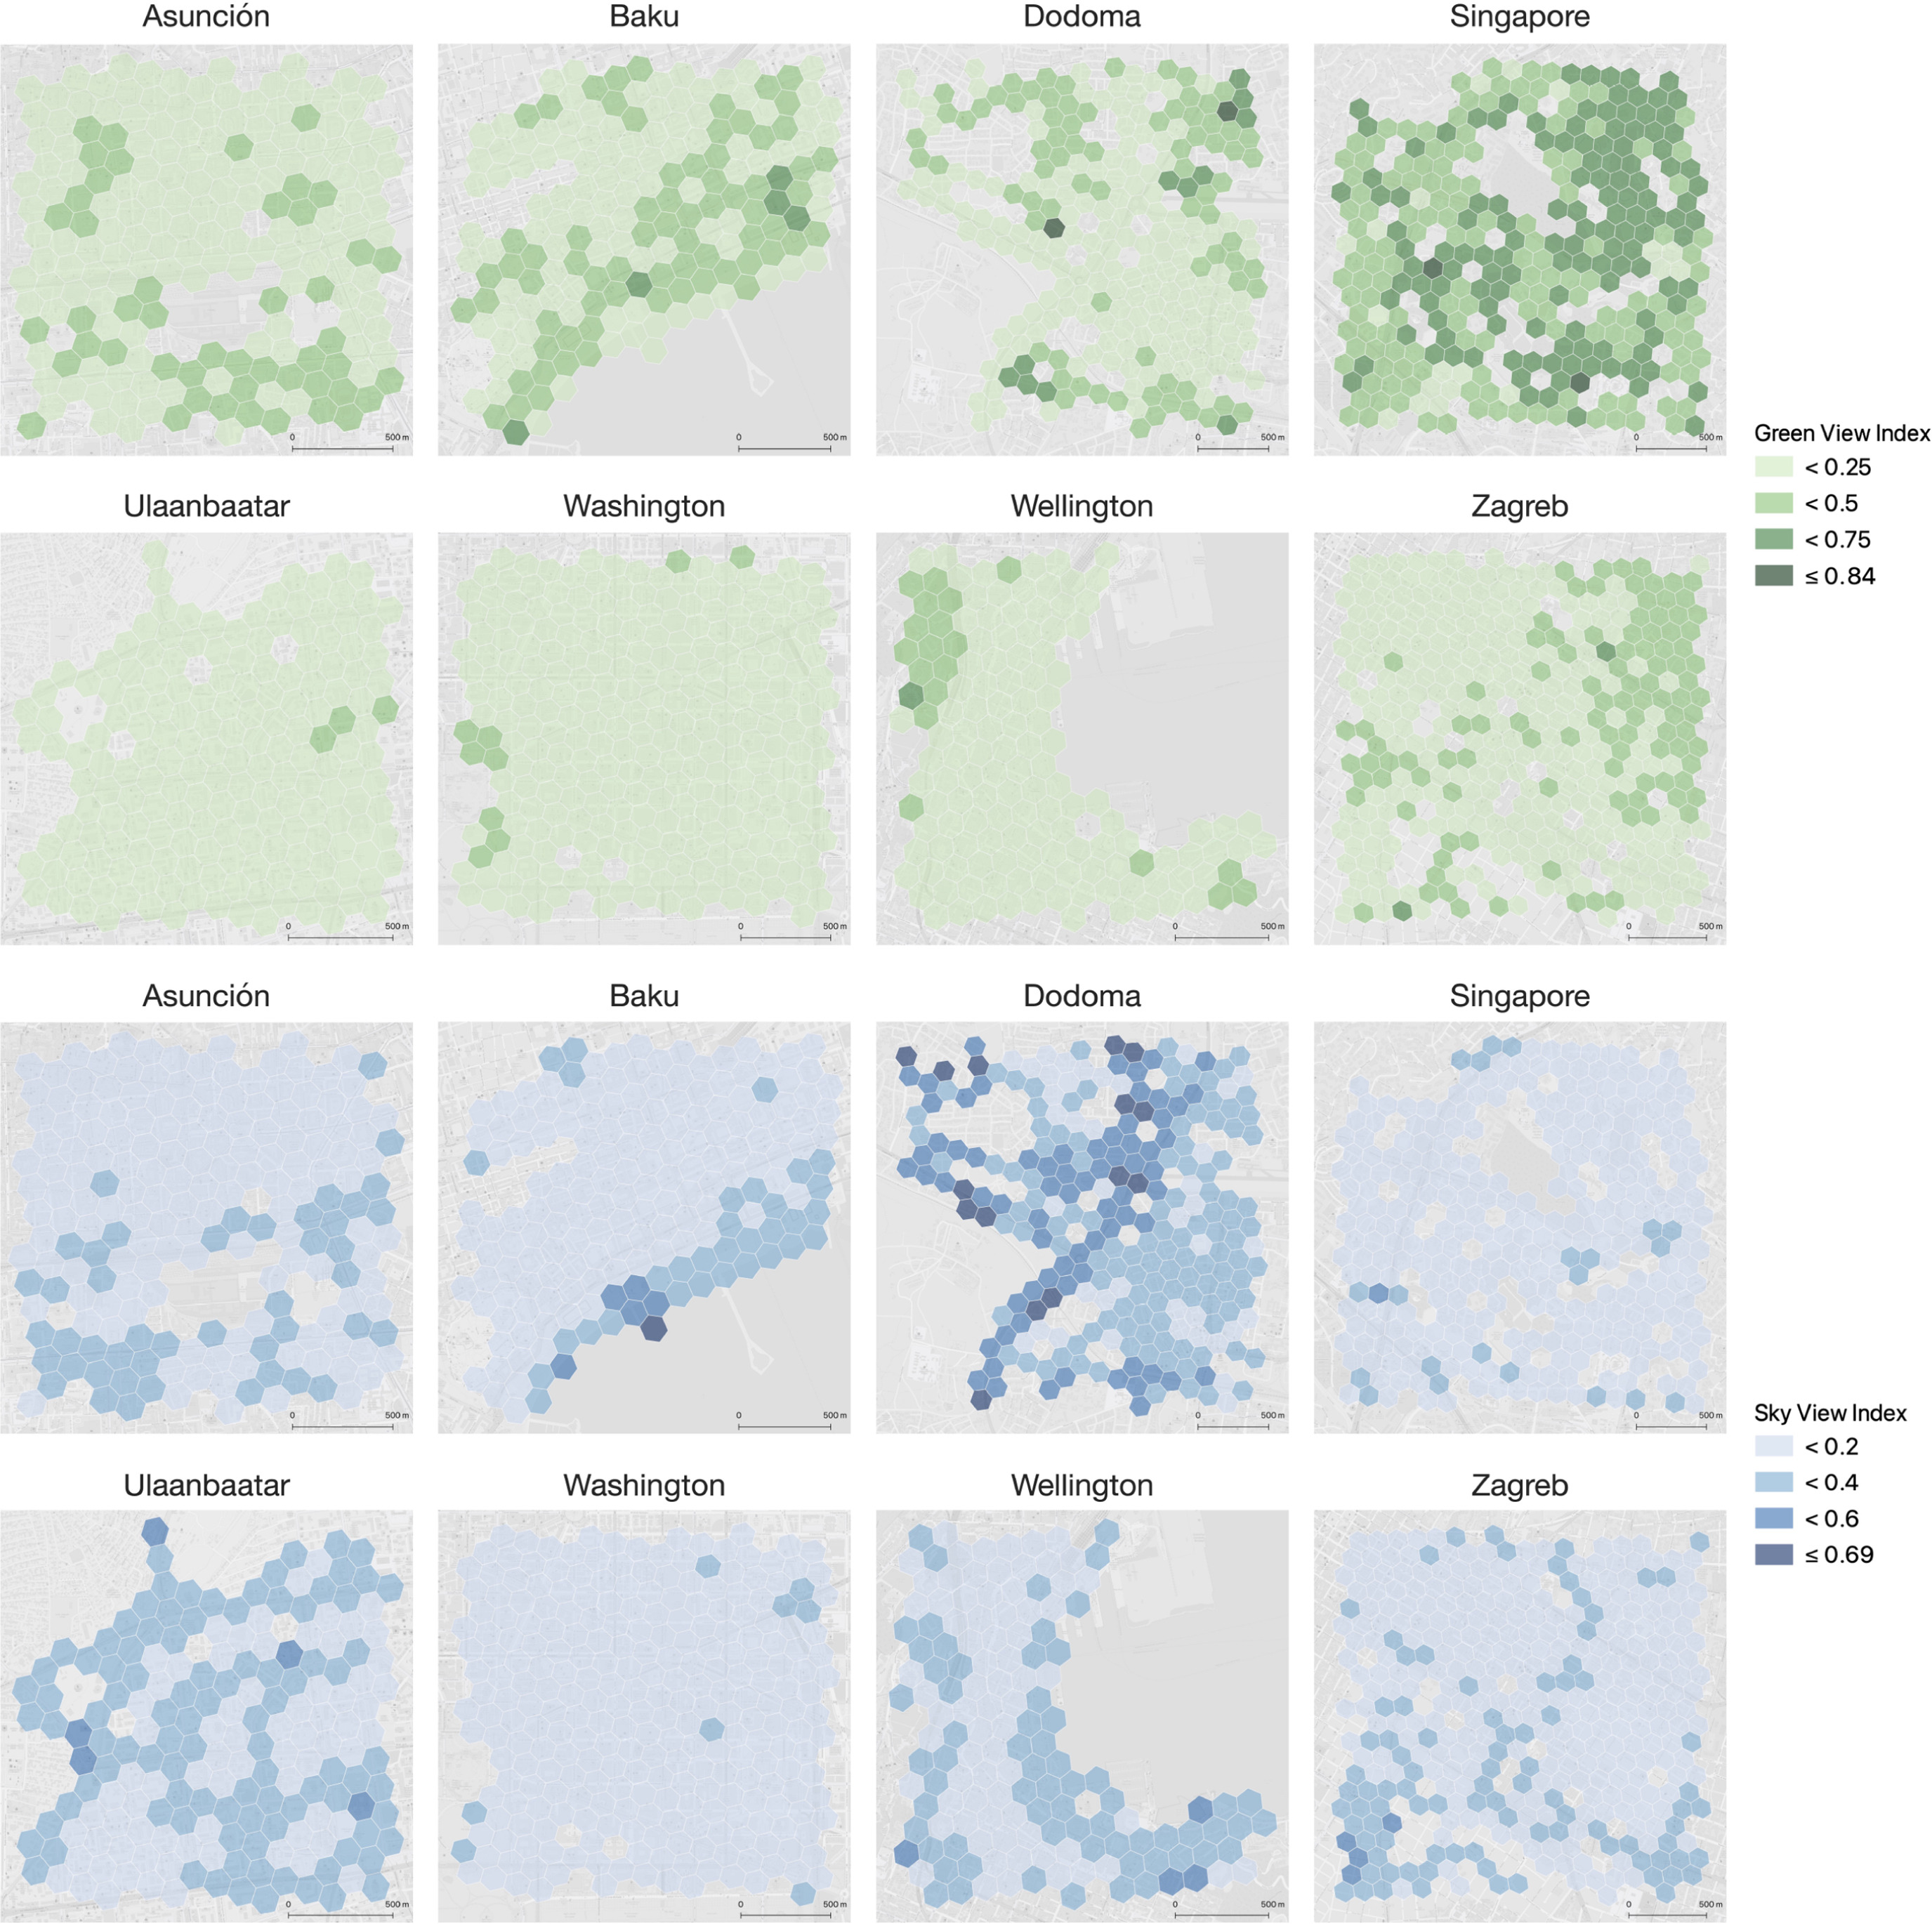 Asunción Baku Dodoma Singapore
0 500 m 0 500 m 0 500 m 0 500 m
Green View Index
< 0.25
< 0.5
< 0.75
≤ 0.84
Ulaanbaatar Washington Wellington Zagreb
0 500 m 0 500 m 0 500 m 0 500 m
Asunción Baku Dodoma Singapore
0 500 m 0 500 m 0 500 m 0 500 m
Sky View Index
< 0.2
< 0.4
< 0.6
≤ 0.69
Ulaanbaatar Washington Wellington Zagreb
0 500 m 0 500 m 0 500 m 0 500 m